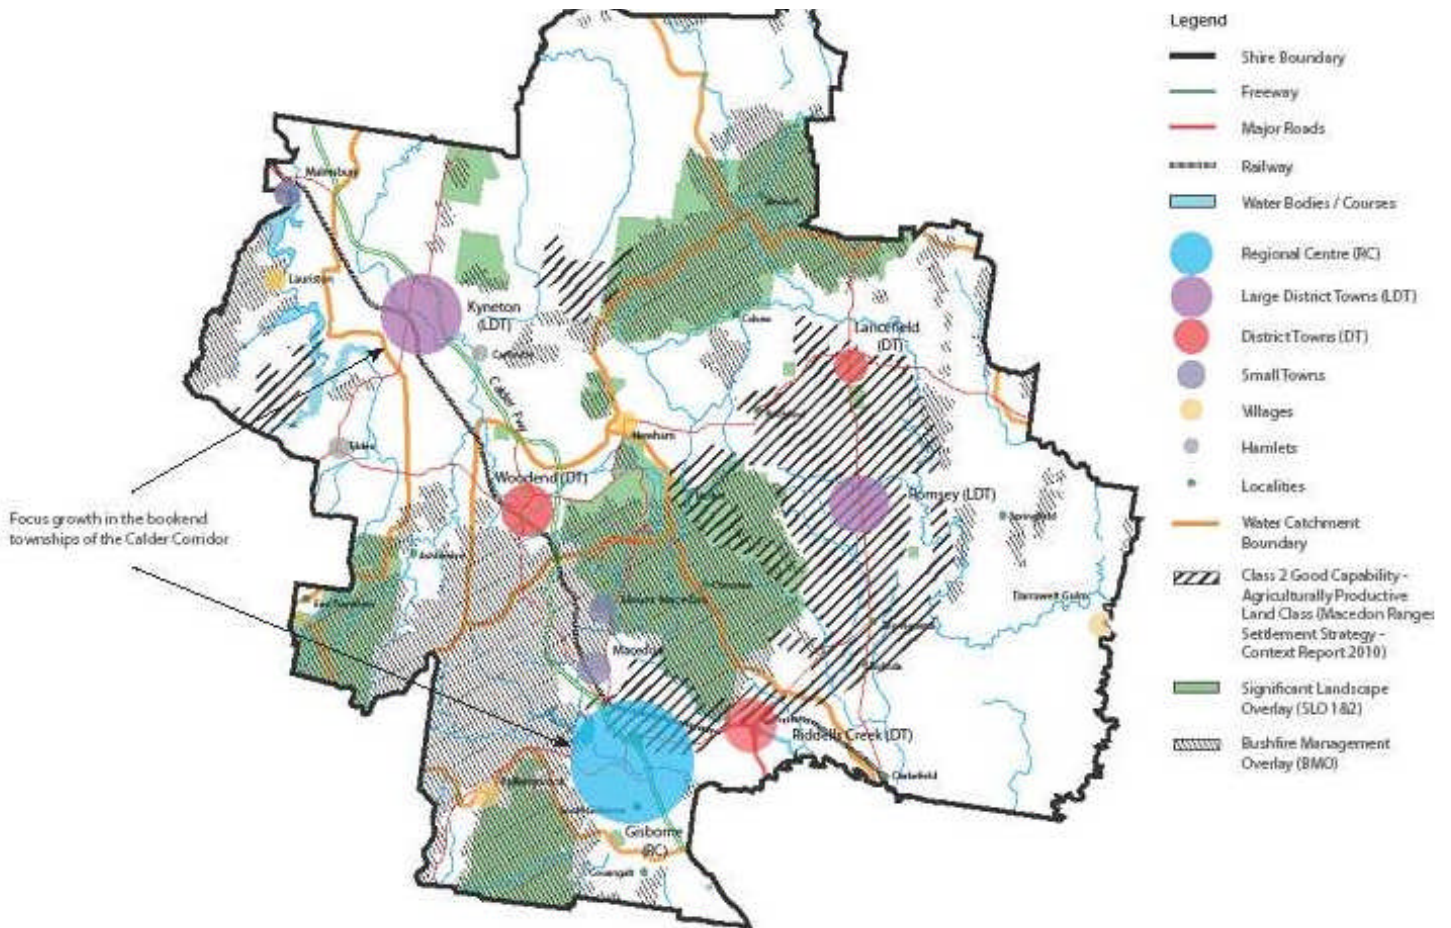 Legend
Shire Boundary
Freeway
Major Roads
Railway
Water Bodies / Courses
Regional Centre (RC)
Large District Towns (LDT)
District Towns (DT)
Small Towns
Villages
Hamlets
Localities
Water Catchment
Boundary
Class 2 Good Capability -
Agriculturally Productive
Land Class (Macedon Ranges
Settlement Strategy -
Context Report 2010)
Significant Landscape
Overlay (SLO 1&2)
Bushfire Management
Overlay (BMO)
Malmsbury
Lauriston
Kyneton
(LDT)
Calder Fwy
Lancefield
(DT)
Newham
Woodend (DT)
Romsey (LDT)
Springfield
Focus growth in the bookend
townships of the Calder Corridor
Darraweit Guim
Mount Macedon
Macedon
Riddells Creek (DT)
Clarkefield
Gisborne
(RC)